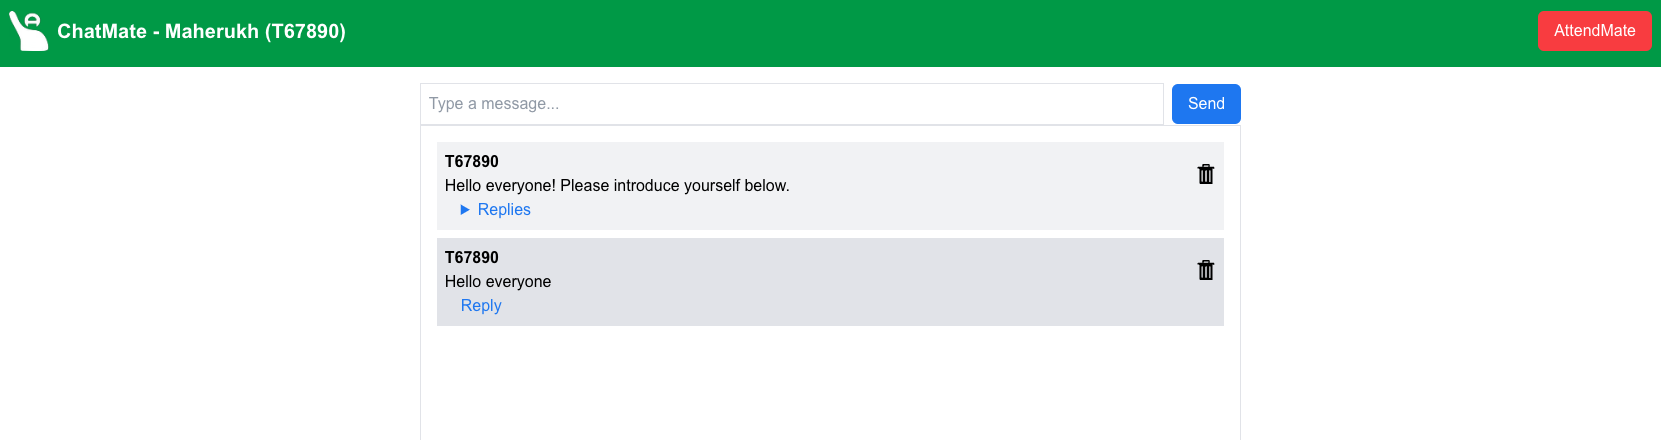 ChatMate - Maherukh (T67890)
AttendMate
Type a message...
Send
T67890
Hello everyone! Please introduce yourself below.
Replies
T67890
Hello everyone
Reply